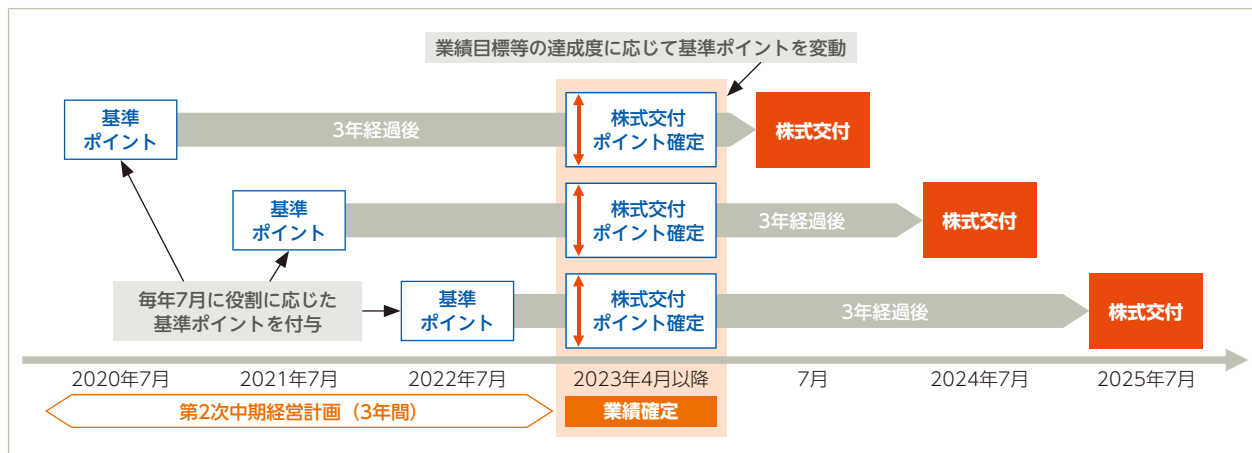 業績目標等の達成度に応じて基準ポイントを変動
基準
ポイント
3年経過後
株式交付
ポイント確定
株式交付
基準
ポイント
株式交付
ポイント確定
3年経過後
株式交付
毎年7月に役割に応じた
基準ポイントを付与
基準
ポイント
株式交付
ポイント確定
3年経過後
株式交付
2020年7月
2021年7月
2022年7月
2023年4月以降
7月
2024年7月
2025年7月
第2次中期経営計画（3年間）
業績確定